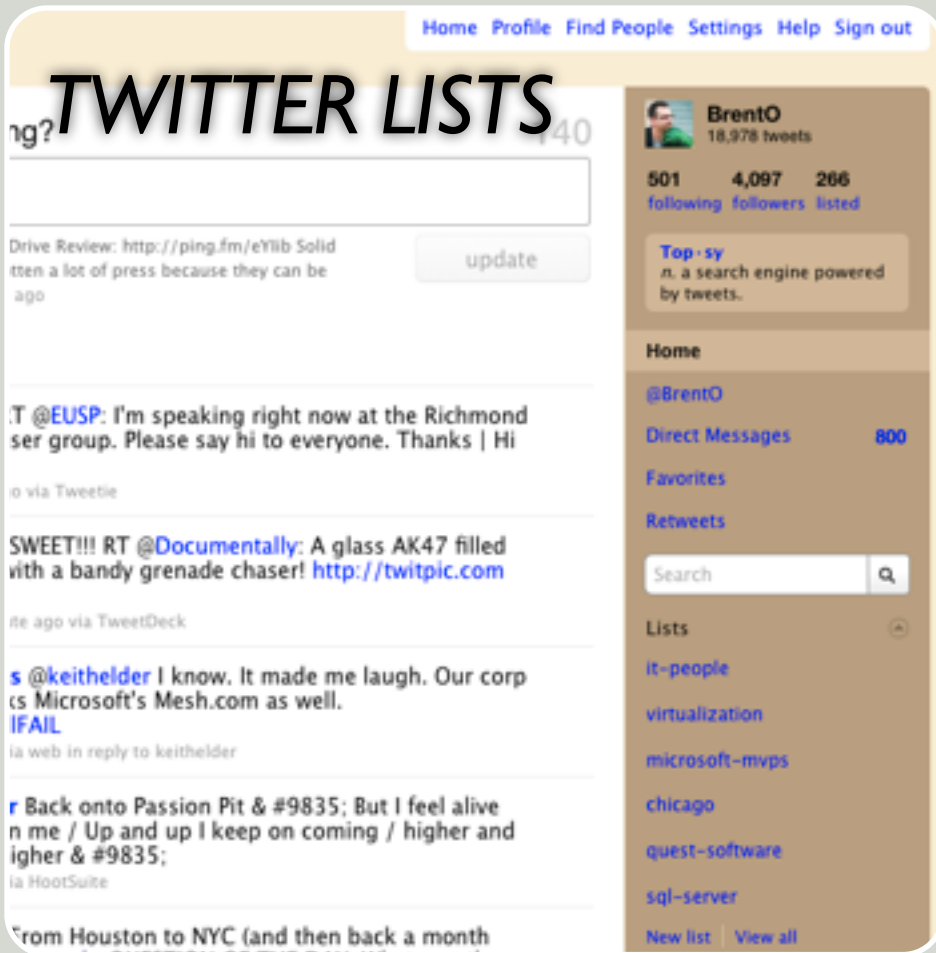 Home Profile Find People Settings Help Sign out
TWITTER LISTS
ng?
40
Drive Review: http://ping.fm/eYlib Solid
tten a lot of press because they can be
ago
update
T @EUSP: I'm speaking right now at the Richmond
ser group. Please say hi to everyone. Thanks | Hi
o via Tweetie
SWEET!!! RT @Documentally: A glass AK47 filled
with a bandy grenade chaser! http://twitpic.com
te ago via TweetDeck
s @keithelder I know. It made me laugh. Our corp
ks Microsoft's Mesh.com as well.
lFAIL
ia web in reply to keithelder
r Back onto Passion Pit & #9835; But I feel alive
n me / Up and up I keep on coming / higher and
igher & #9835;
ia HootSuite
From Houston to NYC (and then back a month
BrentO
18,978 tweets
501 4,097 266
following followers listed
Top·sy
n. a search engine powered
by tweets.
Home
@BrentO
Direct Messages 800
Favorites
Retweets
Search
Lists
it-people
virtualization
microsoft-mvps
chicago
quest-software
sql-server
New list View all